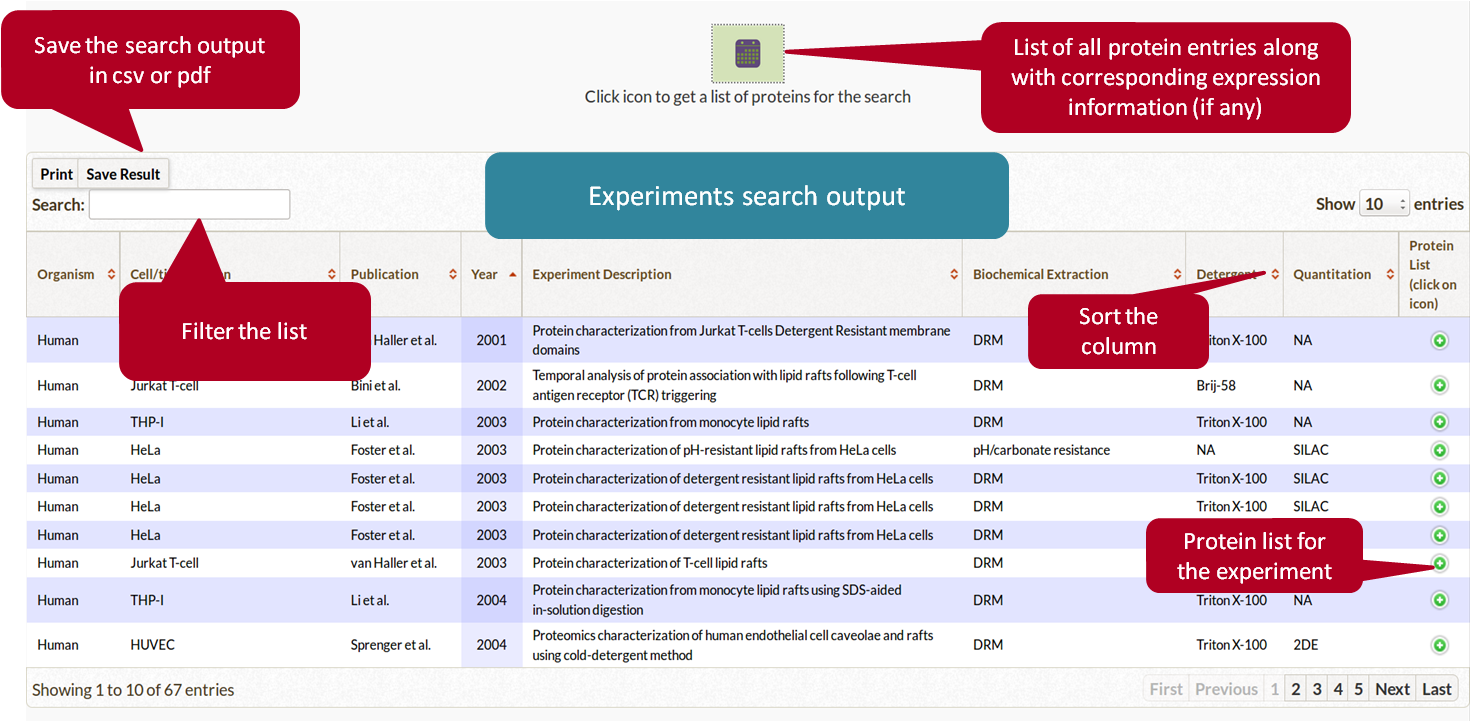 Save the search output
in csv or pdf
List of all protein entries along
with corresponding expression
information (if any)
Click icon to get a list of proteins for the search
Print Save Result
Experiments search output
Search:
Show 10 entries
Organism Publication Year Experiment Description Biochemical Extraction Detergent Quantitation Protein
List
(click on
icon)
Filter the list
Sort the
column
Human Haller et al. 2001 Protein characterization from Jurkat T-cells Detergent Resistant membrane
domains DRM X-100 NA
Human Jurkat T-cell Bini et al. 2002 Temporal analysis of protein association with lipid rafts following T-cell
antigen receptor (TCR) triggering DRM Brij-58 NA
Human THP-I Li et al. 2003 Protein characterization from monocyte lipid rafts DRM Triton X-100 NA
Human HeLa Foster et al. 2003 Protein characterization of pH-resistant lipid rafts from HeLa cells pH/carbonate resistance NA SILAC
Human HeLa Foster et al. 2003 Protein characterization of detergent resistant lipid rafts from HeLa cells DRM Triton X-100 SILAC
Human HeLa Foster et al. 2003 Protein characterization of detergent resistant lipid rafts from HeLa cells DRM Triton X-100 SILAC
Human HeLa Foster et al. 2003 Protein characterization of detergent resistant lipid rafts from HeLa cells DRM
Human Jurkat T-cell van Haller et al. 2003 Protein characterization of T-cell lipid rafts DRM
Protein list for
the experiment
Human THP-I Li et al. 2004 Protein characterization from monocyte lipid rafts using SDS-aided
in-solution digestion DRM Triton X-100 NA
Human HUVEC Sprenger et al. 2004 Proteomics characterization of human endothelial cell caveolae and rafts
using cold-detergent method DRM Triton X-100 2DE
Showing 1 to 10 of 67 entries
First Previous 1 2 3 4 5 Next Last